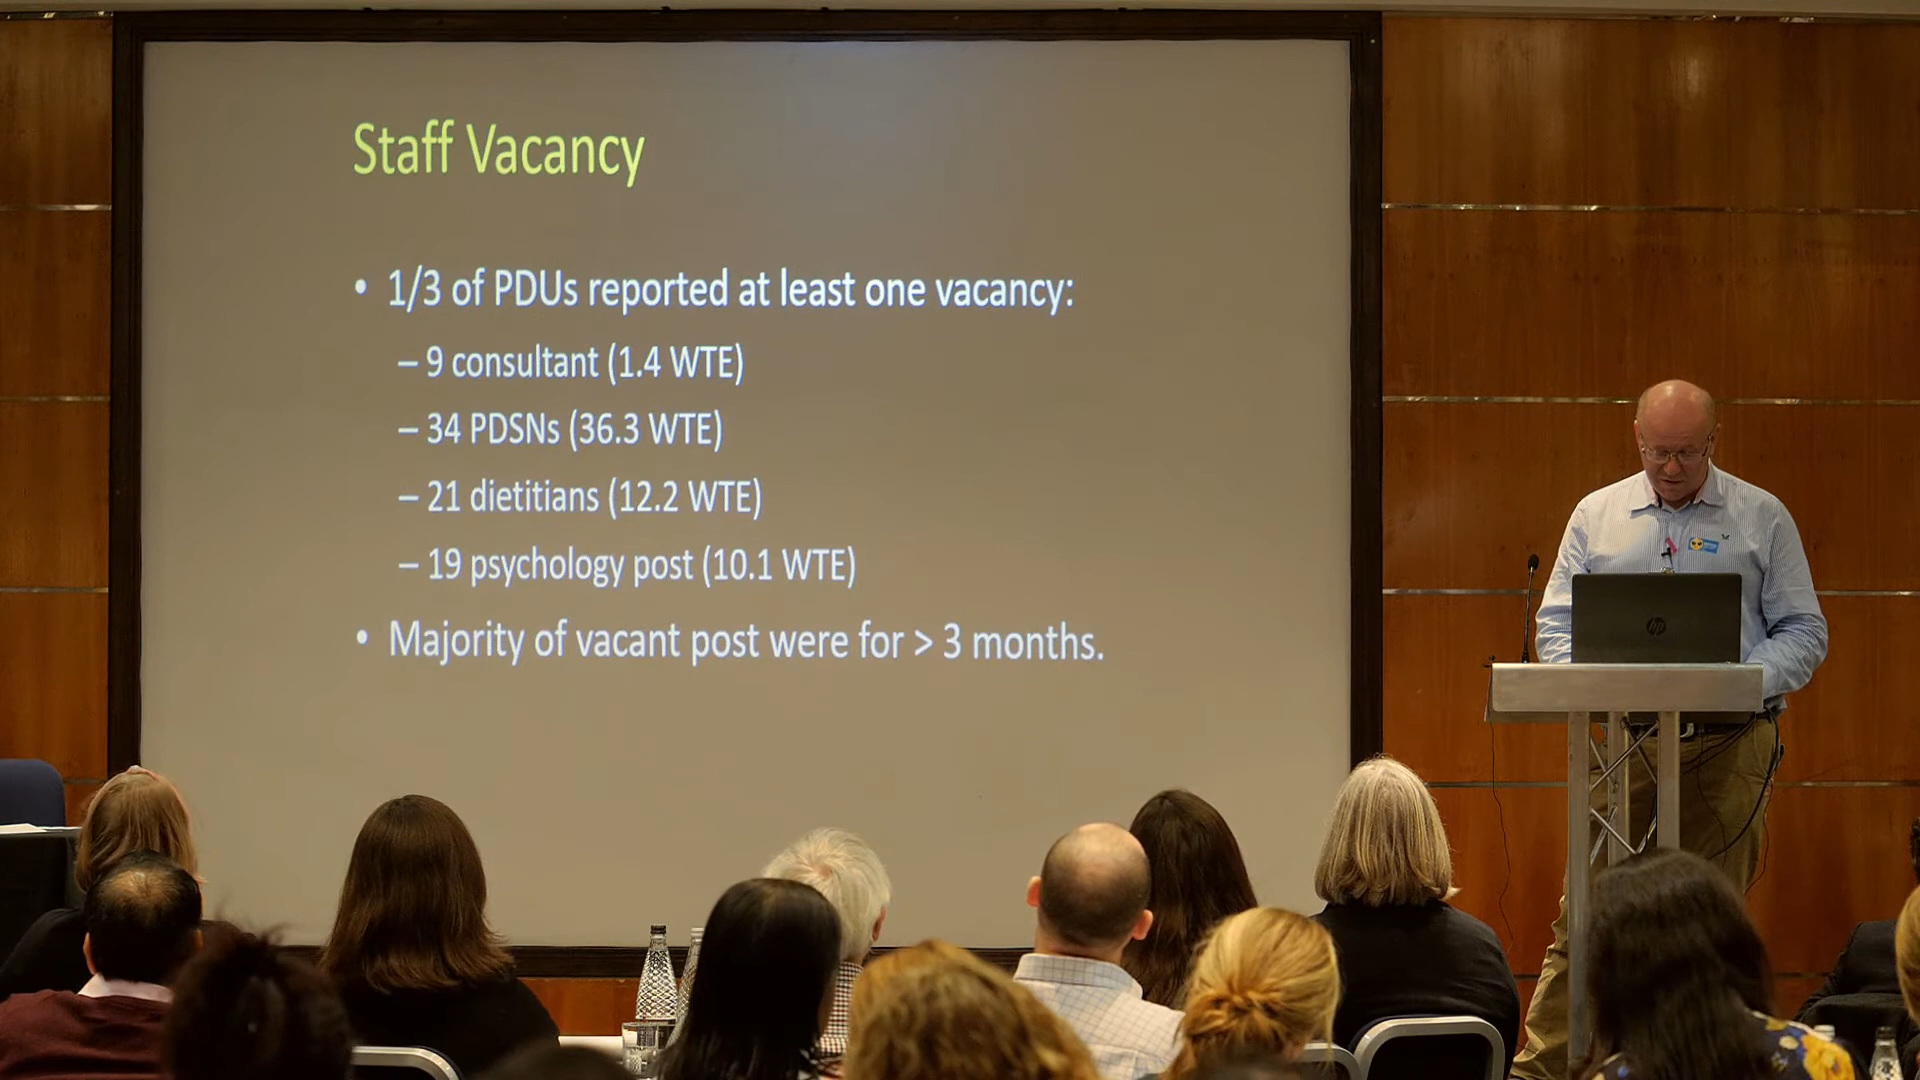 Staff Vacancy
• 1/3 of PDUs reported at least one vacancy:
– 9 consultant (1.4 WTE)
– 34 PDSNs (36.3 WTE)
– 21 dietitians (12.2 WTE)
– 19 psychology post (10.1 WTE)
• Majority of vacant post were for > 3 months.
hp